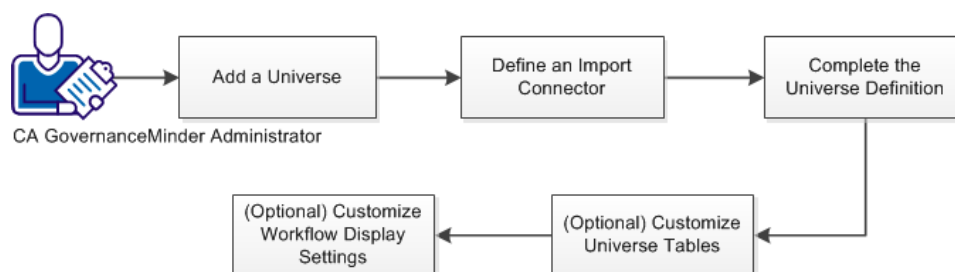 CA GovernanceMinder Administrator
Add a Universe
Define an Import
Connector
Complete the
Universe Definition
(Optional) Customize
Universe Tables
(Optional) Customize
Workflow Display
Settings